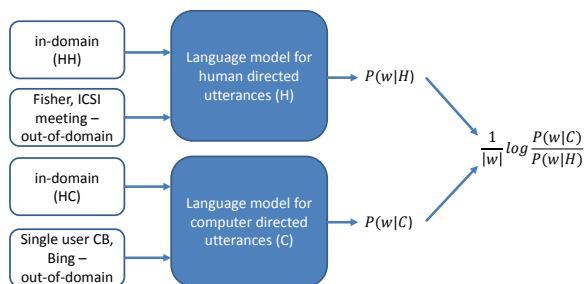 in-domain
(HH)
Fisher, ICSI
meeting –
out-of-domain
Language model for
human directed
utterances (H)
P(w|H)
in-domain
(HC)
Single user CB,
Bing –
out-of-domain
Language model for
computer directed
utterances (C)
P(w|C)
1/|w| log P(w|C)/P(w|H)